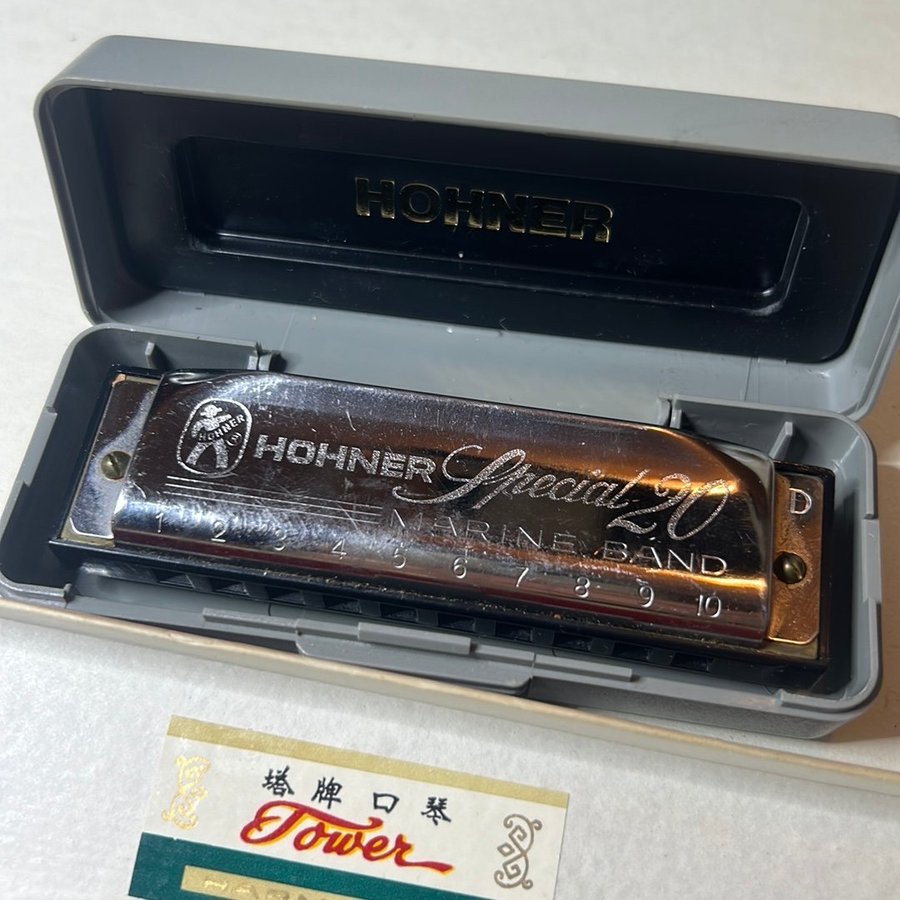 HOHNER
HOHNER
HOHNER Special 20
MARINE BAND
D
1 2 3 4 5 6 7 8 9 10
塔牌口琴
Tower